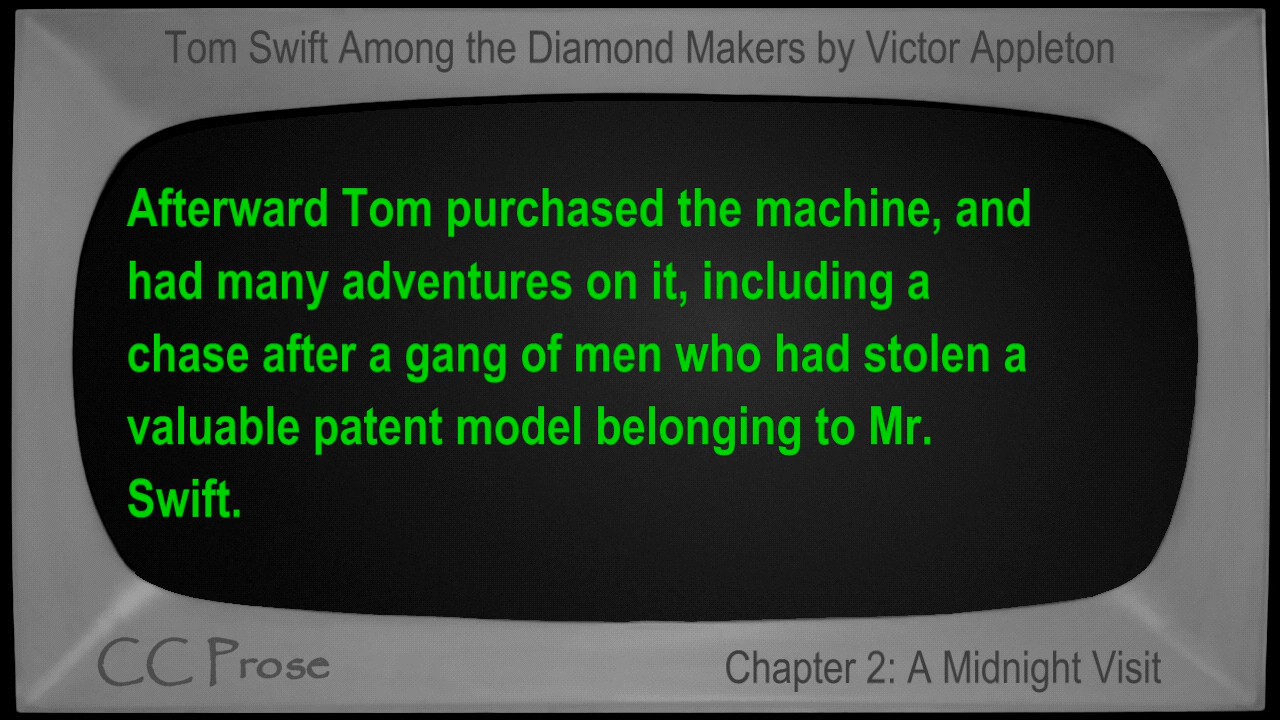 Tom Swift Among the Diamond Makers by Victor Appleton
Afterward Tom purchased the machine, and
had many adventures on it, including a
chase after a gang of men who had stolen a
valuable patent model belonging to Mr.
Swift.
CC Prose
Chapter 2: A Midnight Visit